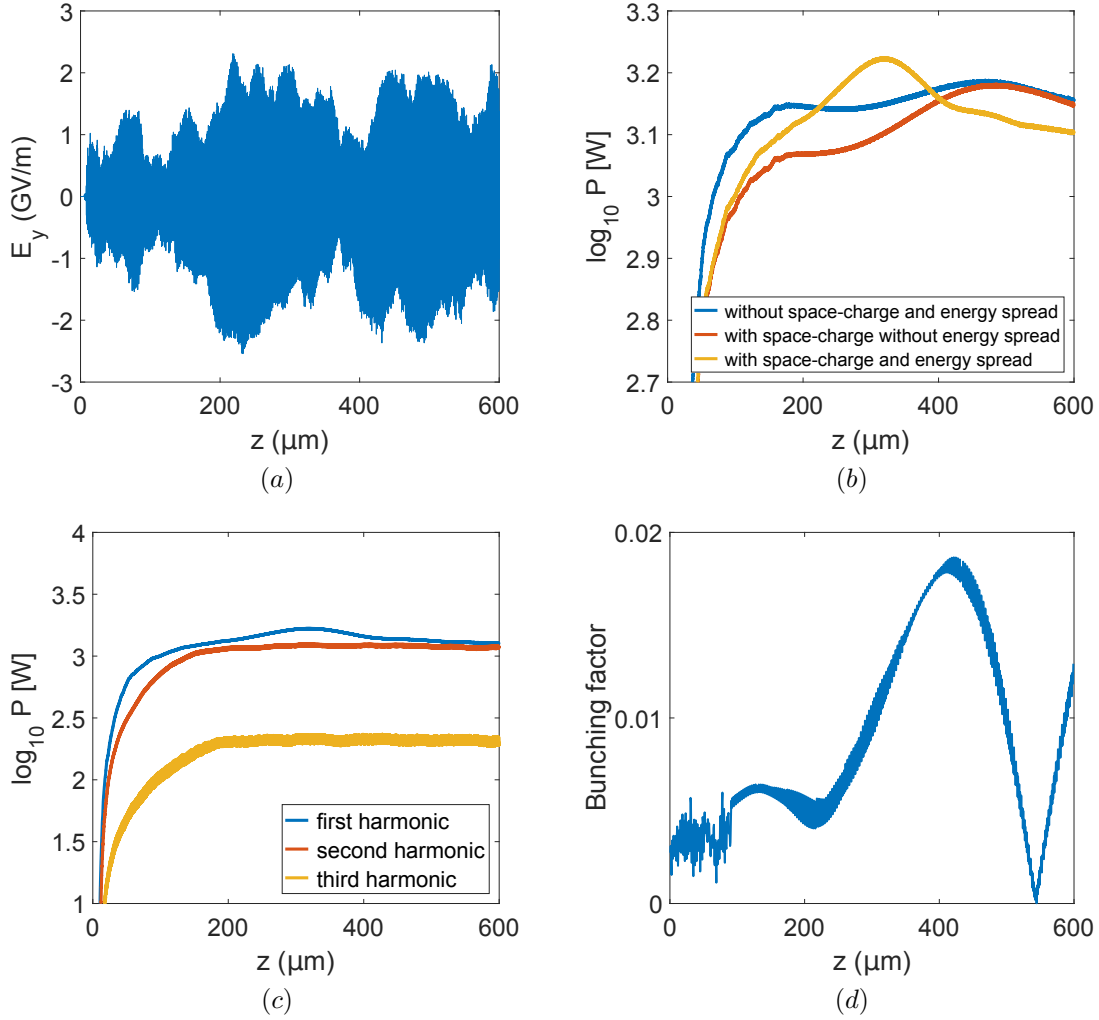 3
2
1
0
-1
-2
-3
E_y (GV/m)
0 200 400 600
z (μm)
(a)
3.3
3.2
3.1
3
2.9
2.8
2.7
log_10 P [W]
without space-charge and energy spread
with space-charge without energy spread
with space-charge and energy spread
0 200 400 600
z (μm)
(b)
4
3.5
3
2.5
2
1.5
1
log_10 P [W]
first harmonic
second harmonic
third harmonic
0 200 400 600
z (μm)
(c)
0.02
0.01
0
Bunching factor
0 200 400 600
z (μm)
(d)